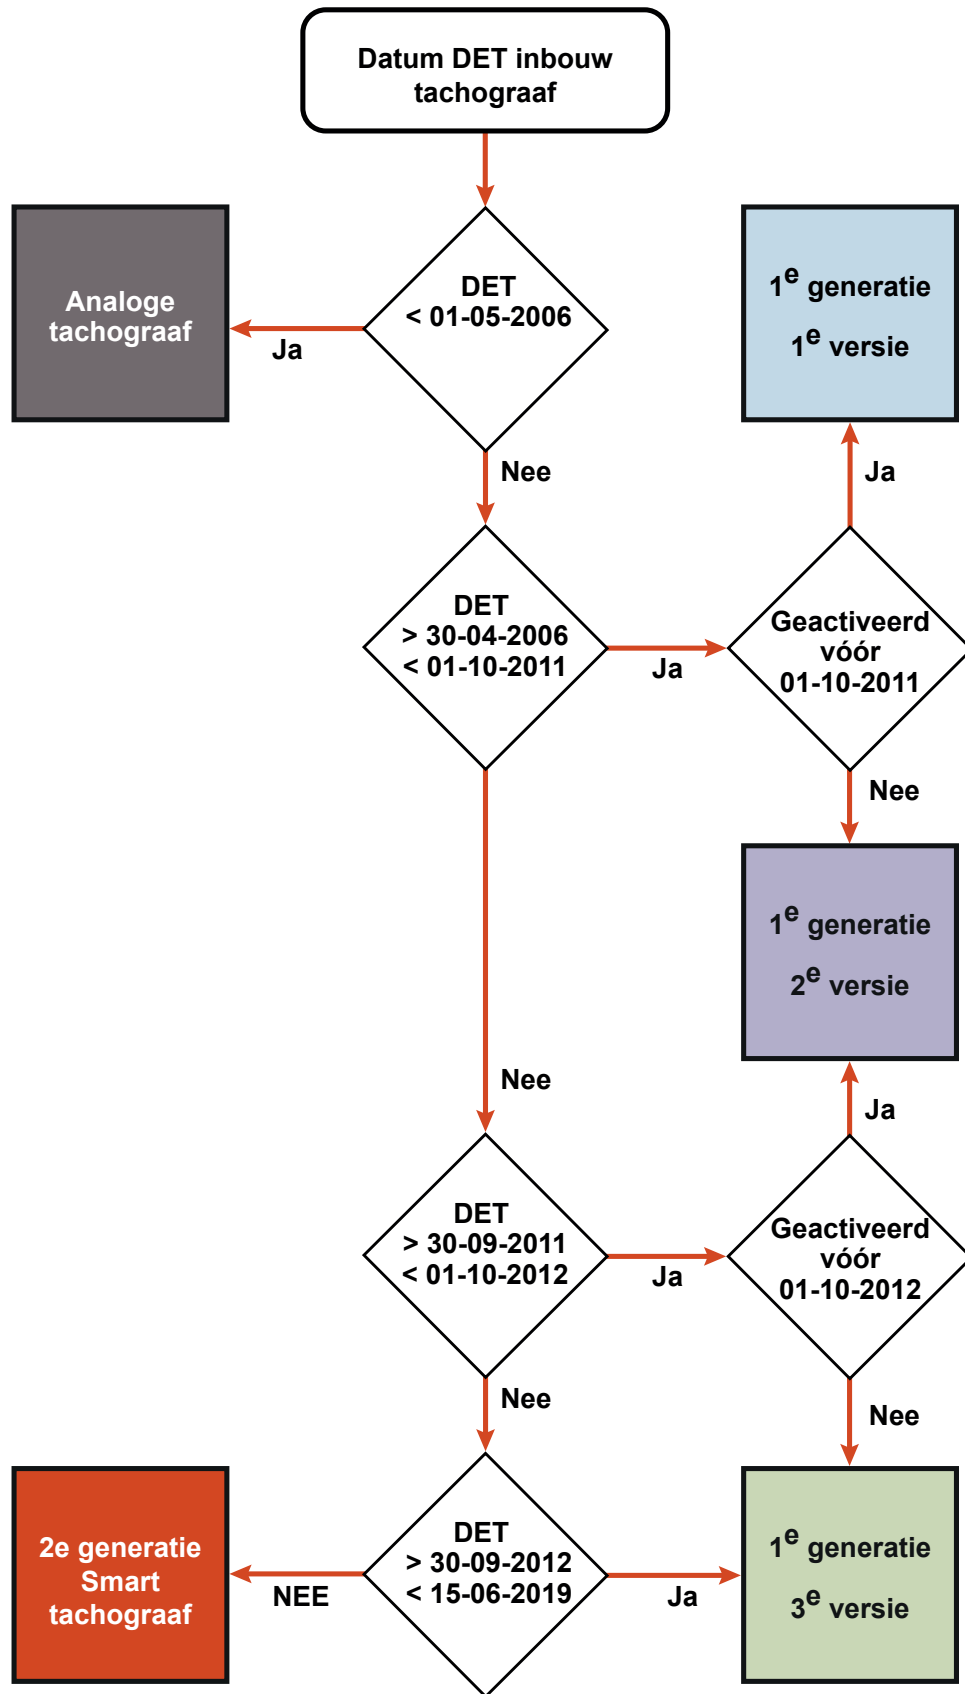 Datum DET inbouw
tachograaf
DET
< 01-05-2006
Analoge
tachograaf
Ja
1e generatie
1e versie
Nee
Ja
DET
> 30-04-2006
< 01-10-2011
Ja
Geactiveerd
vóór
01-10-2011
Nee
1e generatie
2e versie
Nee
Ja
DET
> 30-09-2011
< 01-10-2012
Ja
Geactiveerd
vóór
01-10-2012
Nee
Nee
2e generatie
Smart
tachograaf
NEE
DET
> 30-09-2012
< 15-06-2019
Ja
1e generatie
3e versie